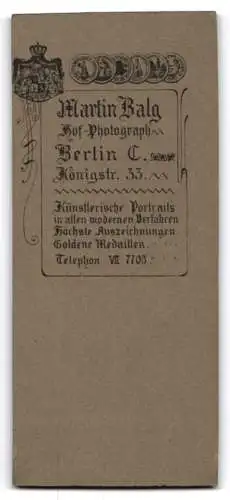 Martin Balg
Hof-Photograph
Berlin C.
Königstr. 33.
Künstlerische Portraits
in allen modernen Verfahren
Höchste Auszeichnungen
Goldene Medaillen.
Telephon VII 7703